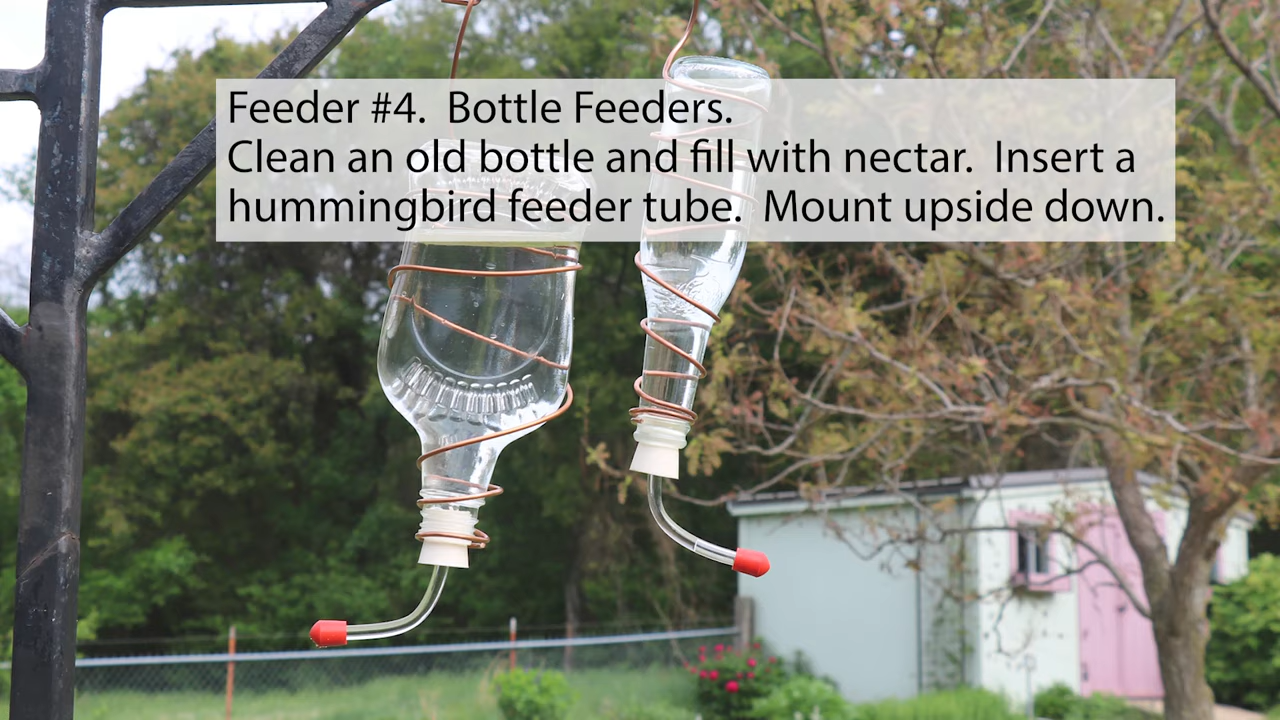 Feeder #4.  Bottle Feeders.
Clean an old bottle and fill with nectar.  Insert a
hummingbird feeder tube.  Mount upside down.